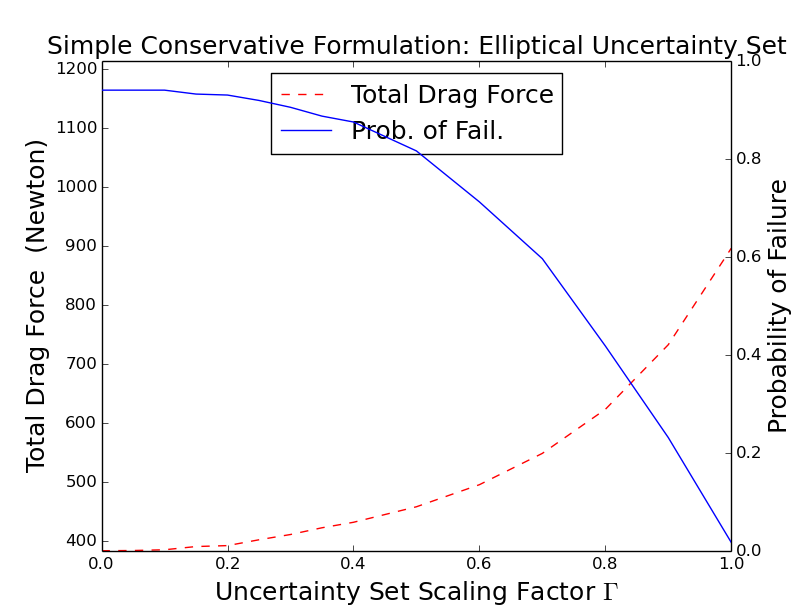 Simple Conservative Formulation: Elliptical Uncertainty Set
Total Drag Force
Prob. of Fail.
Total Drag Force (Newton)
1200
1100
1000
900
800
700
600
500
400
1.0
0.8
0.6
0.4
0.2
0.0
Probability of Failure
0.0 0.2 0.4 0.6 0.8 1.0
Uncertainty Set Scaling Factor Γ